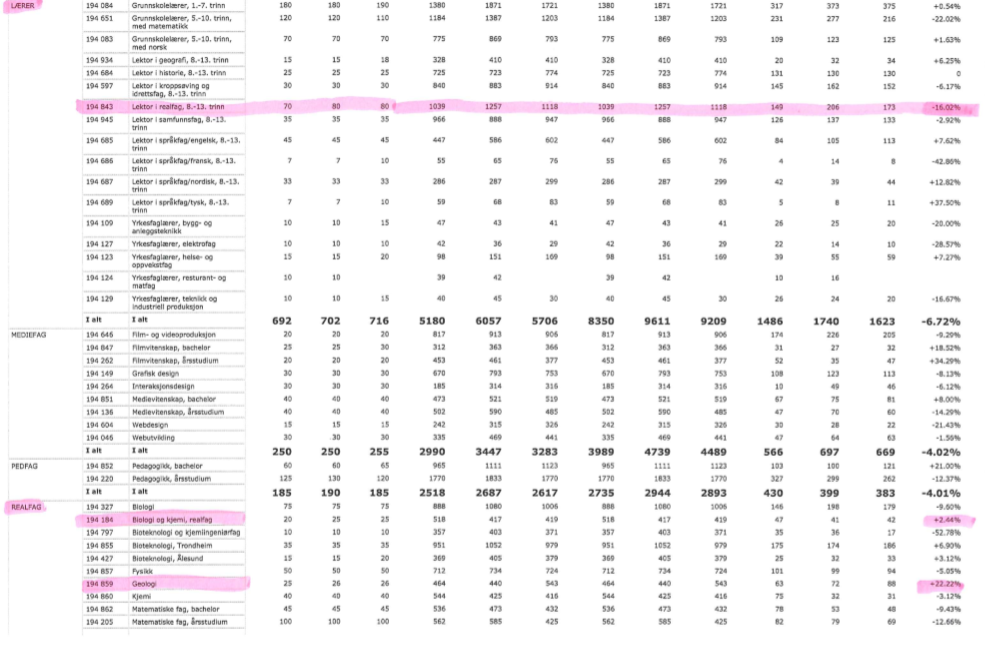 LÆRER 194 084 Grunnskolelærer, 1.-7. trinn 180 180 190 1380 1871 1721 1380 1871 1721 317 373 375 +0.54%
194 651 Grunnskolelærer, 5.-10. trinn, 120 120 110 1184 1387 1203 1184 1387 1203 231 277 216 -22.02%
med matematikk
194 083 Grunnskolelærer, 5.-10. trinn, 70 70 70 775 869 793 775 869 793 109 123 125 +1.63%
med norsk
194 934 Lektor i geografi, 8.-13. trinn 15 15 18 328 410 410 328 410 410 20 32 34 +6.25%
194 684 Lektor i historie, 8.-13. trinn 25 25 25 725 723 774 725 723 774 131 130 130 0
194 597 Lektor i kroppsøving og 30 30 30 840 883 914 840 883 914 145 162 152 -6.17%
idrettsfag, 8.-13. trinn
194 843 Lektor i realfag, 8.-13. trinn 70 80 80 1039 1257 1118 1039 1257 1118 149 206 173 -16.02%
194 945 Lektor i samfunnsfag, 8.-13. 35 35 35 966 888 947 966 888 947 126 137 133 -2.92%
trinn
194 685 Lektor i språkfag/engelsk, 8.-13. 45 45 45 447 586 602 447 586 602 84 105 113 +7.62%
trinn
194 686 Lektor i språkfag/fransk, 8.-13. 7 7 10 55 65 76 55 65 76 4 14 8 -42.86%
trinn
194 687 Lektor i språkfag/nordisk, 8.-13. 33 33 33 286 287 299 286 287 299 42 39 44 +12.82%
trinn
194 689 Lektor i språkfag/tysk, 8.-13. 7 7 10 59 68 83 59 68 83 5 8 11 +37.50%
trinn
194 109 Yrkesfaglærer, bygg- og 10 10 15 47 43 41 47 43 41 26 25 20 -20.00%
anleggsteknikk
194 127 Yrkesfaglærer, elektrofag 10 10 10 42 36 29 42 36 29 22 14 10 -28.57%
194 123 Yrkesfaglærer, helse- og 15 15 20 98 151 169 98 151 169 39 55 59 +7.27%
oppvekstfag
194 124 Yrkesfaglærer, resturant- og 10 10 39 42 39 42 10 16
matfag
194 129 Yrkesfaglærer, teknikk og 10 10 15 40 45 30 40 45 30 26 24 20 -16.67%
industriell produksjon
I alt I alt 692 702 716 5180 6057 5706 8350 9611 9209 1486 1740 1623 -6.72%
MEDIEFAG 194 646 Film- og videoproduksjon 20 20 20 817 913 906 817 913 906 174 226 205 -9.29%
194 847 Filmvitenskap, bachelor 25 25 30 312 363 366 312 363 366 31 27 32 +18.52%
194 262 Filmvitenskap, årsstudium 20 20 20 453 461 377 453 461 377 52 35 47 +34.29%
194 149 Grafisk design 30 30 30 670 793 753 670 793 753 108 123 113 -8.13%
194 264 Interaksjonsdesign 30 30 30 185 314 316 185 314 316 10 49 46 -6.12%
194 851 Medievitenskap, bachelor 40 40 40 473 521 519 473 521 519 67 75 81 +8.00%
194 136 Medievitenskap, årsstudium 40 40 40 502 590 485 502 590 485 47 70 60 -14.29%
194 604 Webdesign 15 15 15 242 315 326 242 315 326 30 28 22 -21.43%
194 046 Webutvikling 30 30 30 335 469 441 335 469 441 47 64 63 -1.56%
I alt I alt 250 250 255 2990 3447 3283 3989 4739 4489 566 697 669 -4.02%
PEDFAG 194 852 Pedagogikk, bachelor 60 60 65 965 1111 1123 965 1111 1123 103 100 121 +21.00%
194 220 Pedagogikk, årsstudium 125 130 120 1770 1833 1770 1770 1833 1770 327 299 262 -12.37%
I alt I alt 185 190 185 2518 2687 2617 2735 2944 2893 430 399 383 -4.01%
REALFAG 194 327 Biologi 75 75 75 888 1080 1006 888 1080 1006 146 198 179 -9.60%
194 184 Biologi og kjemi, realfag 20 25 25 518 417 419 518 417 419 47 41 42 +2.44%
194 797 Bioteknologi og kjemiingeniørfag 10 10 10 357 403 371 357 403 371 35 36 17 -52.78%
194 855 Bioteknologi, Trondheim 35 35 35 951 1052 979 951 1052 979 175 174 186 +6.90%
194 427 Bioteknologi, Ålesund 15 15 20 369 405 379 369 405 379 25 32 33 +3.12%
194 857 Fysikk 50 50 50 712 734 724 712 734 724 101 99 94 -5.05%
194 859 Geologi 25 26 26 464 440 543 464 440 543 63 72 88 +22.22%
194 860 Kjemi 40 40 40 544 425 416 544 425 416 75 32 31 -3.12%
194 862 Matematiske fag, bachelor 45 45 45 536 473 432 536 473 432 78 53 48 -9.43%
194 205 Matematiske fag, årsstudium 100 100 100 562 585 425 562 585 425 82 79 69 -12.66%